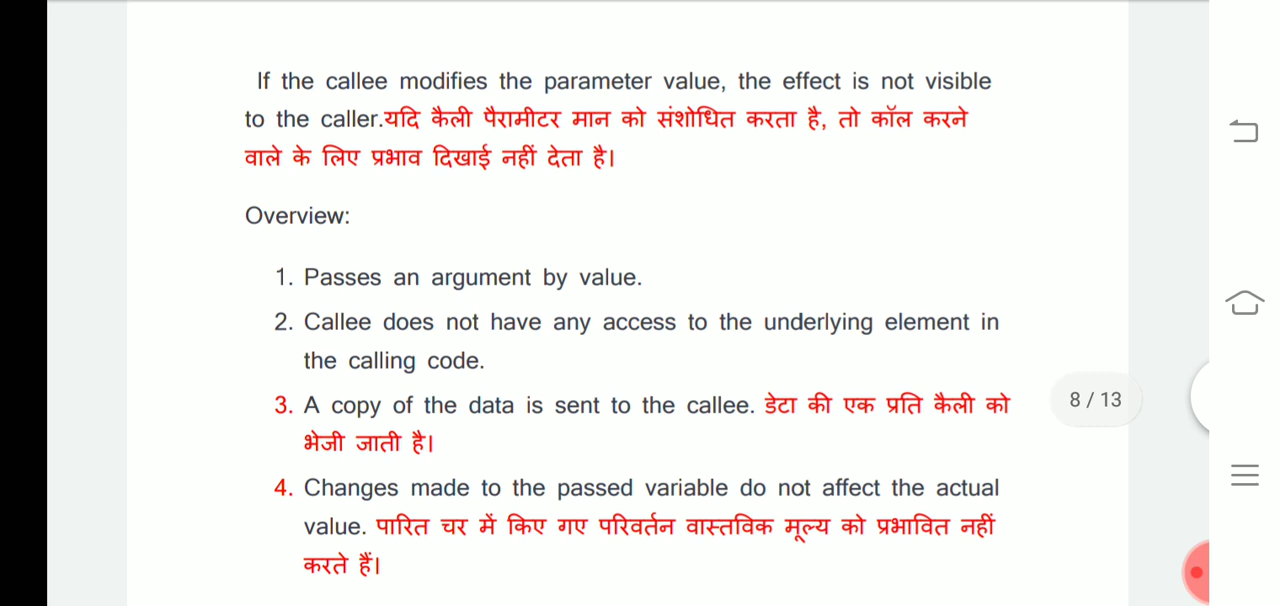 If the callee modifies the parameter value, the effect is not visible
to the caller.यदि कैली पैरामीटर मान को संशोधित करता है, तो कॉल करने
वाले के लिए प्रभाव दिखाई नहीं देता है।
Overview:
1. Passes an argument by value.
2. Callee does not have any access to the underlying element in
the calling code.
3. A copy of the data is sent to the callee. डेटा की एक प्रति कैली को
भेजी जाती है।
8 / 13
4. Changes made to the passed variable do not affect the actual
value. पारित चर में किए गए परिवर्तन वास्तविक मूल्य को प्रभावित नहीं
करते हैं।